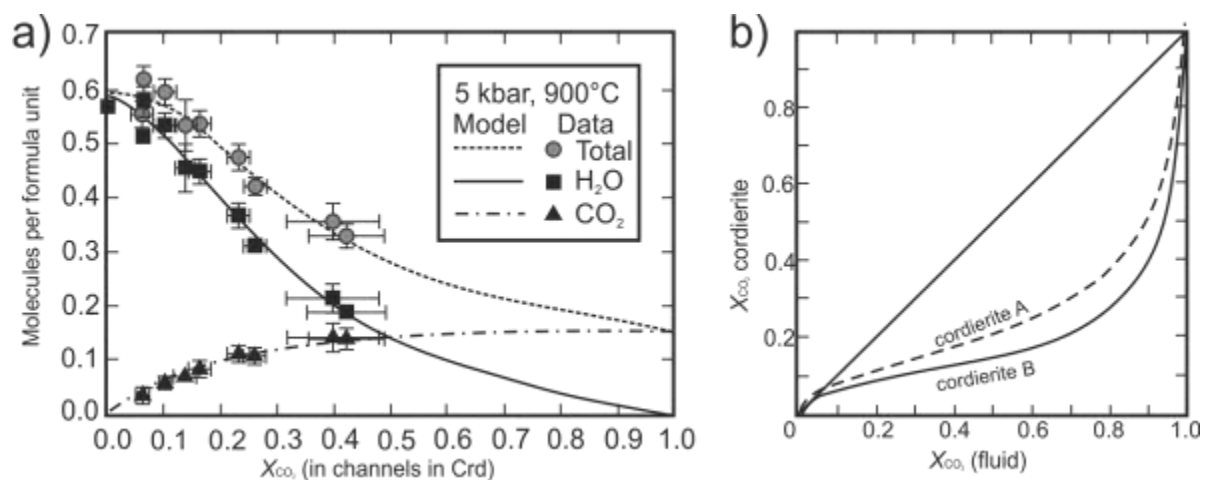 a)
0.7
0.6
0.5
0.4
0.3
0.2
0.1
0.0
Molecules per formula unit
5 kbar, 900°C
Model Data
Total
H₂O
CO₂
0.0 0.1 0.2 0.3 0.4 0.5 0.6 0.7 0.8 0.9 1.0
X_CO₂ (in channels in Crd)
b)
0.8
0.6
0.4
0.2
X_CO₂ cordierite
cordierite A
cordierite B
0 0.2 0.4 0.6 0.8 1.0
X_CO₂ (fluid)